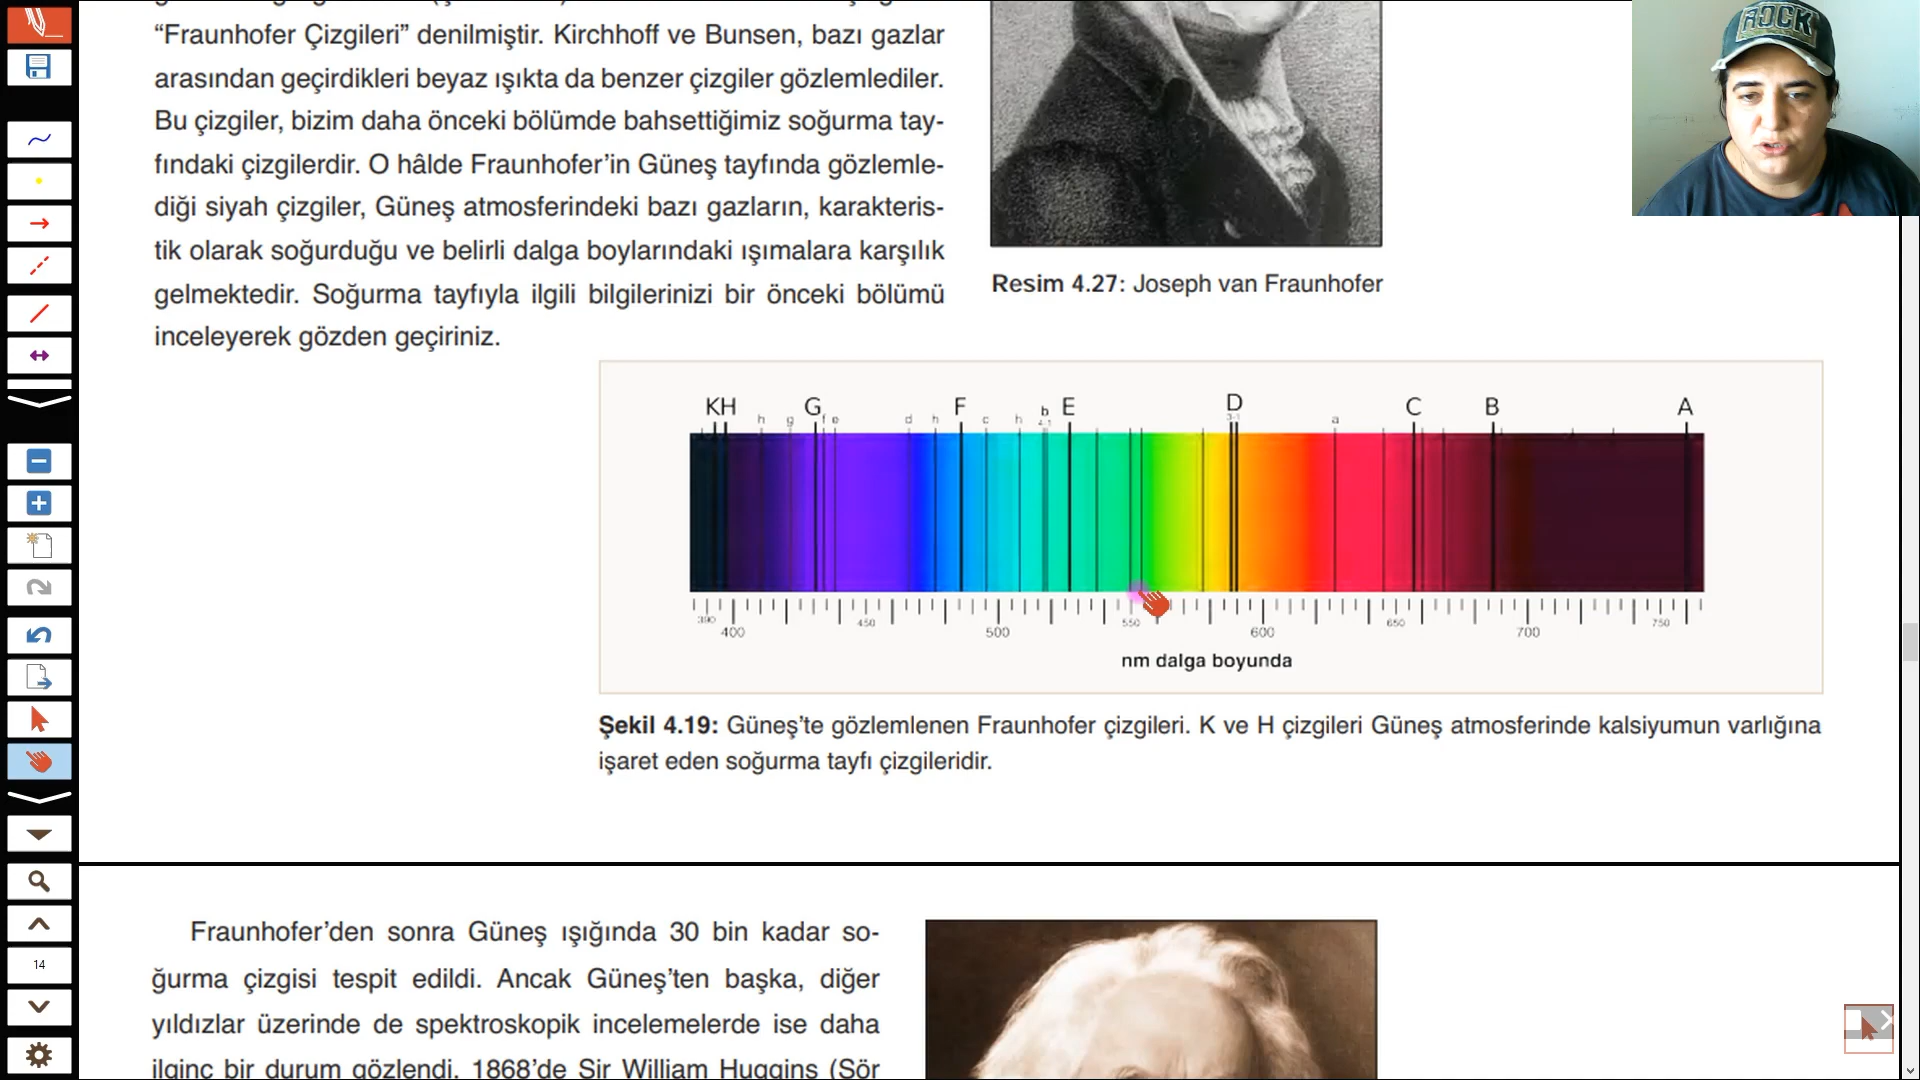 ROCK
“Fraunhofer Çizgileri” denilmiştir. Kirchhoff ve Bunsen, bazı gazlar
arasından geçirdikleri beyaz ışıkta da benzer çizgiler gözlemlediler.
Bu çizgiler, bizim daha önceki bölümde bahsettiğimiz soğurma tay-
fındaki çizgilerdir. O hâlde Fraunhofer’in Güneş tayfında gözlemle-
diği siyah çizgiler, Güneş atmosferindeki bazı gazların, karakteris-
tik olarak soğurduğu ve belirli dalga boylarındaki ışımalara karşılık
gelmektedir. Soğurma tayfıyla ilgili bilgilerinizi bir önceki bölümü
inceleyerek gözden geçiriniz.
Resim 4.27: Joseph van Fraunhofer
KH G F b E D C B A
h g f e d h c h 4-1 3-1 a
390 450 550 650 750
400 500 600 700
nm dalga boyunda
Şekil 4.19: Güneş’te gözlemlenen Fraunhofer çizgileri. K ve H çizgileri Güneş atmosferinde kalsiyumun varlığına
işaret eden soğurma tayfı çizgileridir.
Fraunhofer’den sonra Güneş ışığında 30 bin kadar so-
ğurma çizgisi tespit edildi. Ancak Güneş’ten başka, diğer
yıldızlar üzerinde de spektroskopik incelemelerde ise daha
ilginç bir durum gözlendi. 1868’de Sir William Huggins (Sör
14